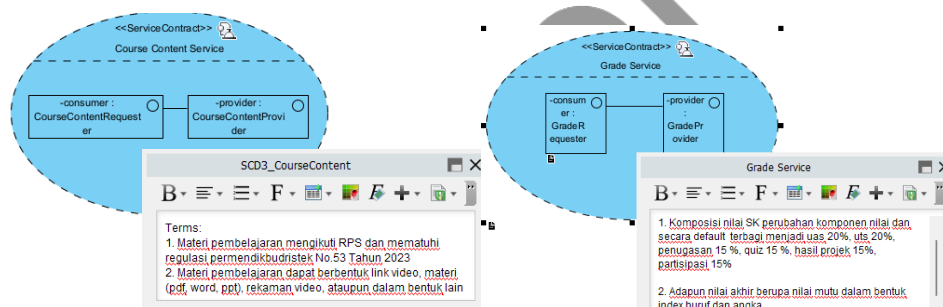 <<ServiceContract>>
Course Content Service
-consumer :
CourseContentRequest
er
-provider :
CourseContentProvi
der
SCD3_CourseContent
Terms:
1. Materi pembelajaran mengikuti RPS dan mematuhi
regulasi permendikbudristek No.53 Tahun 2023
2. Materi pembelajaran dapat berbentuk link video, materi
(pdf, word, ppt), rekaman video, ataupun dalam bentuk lain
<<ServiceContract>>
Grade Service
-consum
er :
GradeR
equester
-provider
:
GradePr
ovider
Grade Service
1. Komposisi nilai SK perubahan komponen nilai dan
secara default terbagi menjadi uas 20%, uts 20%,
penugasan 15 %, quiz 15 %, hasil projek 15%,
partisipasi 15%
2. Adapun nilai akhir berupa nilai mutu dalam bentuk
index huruf dan angka